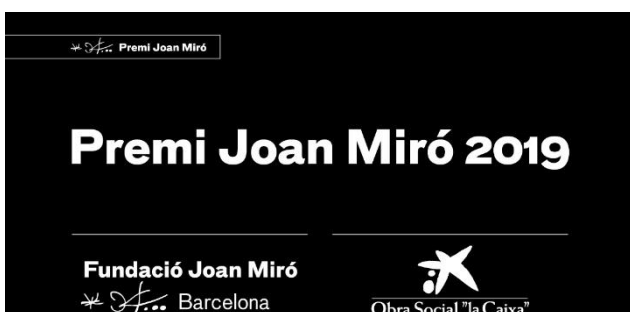 Premi Joan Miró
Premi Joan Miró 2019
Fundació Joan Miró
Barcelona
Obra Social "la Caixa"